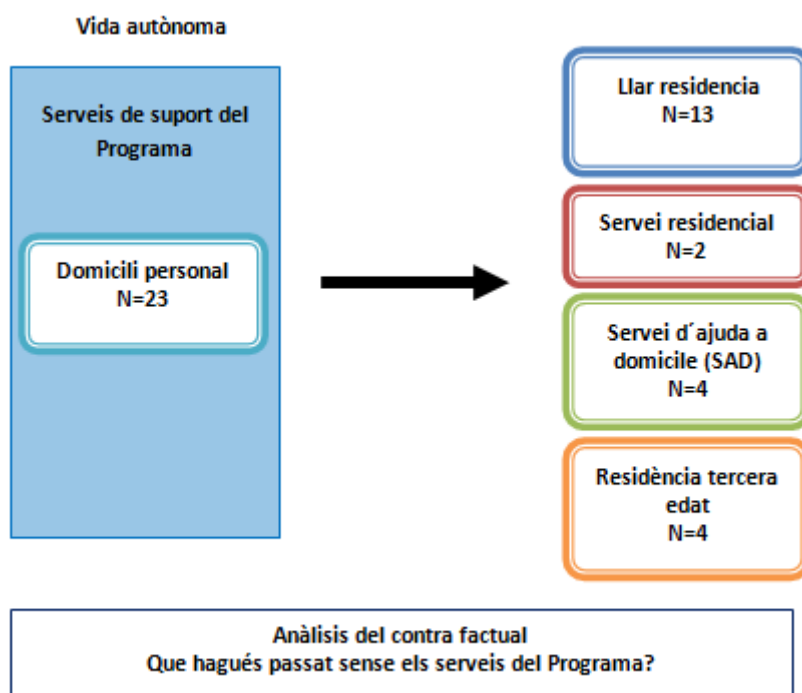 Vida autònoma
Serveis de suport del
Programa
Domicili personal
N=23
Llar residencia
N=13
Servei residencial
N=2
Servei d´ajuda a
domicile (SAD)
N=4
Residència tercera
edat
N=4
Anàlisis del contra factual
Que hagués passat sense els serveis del Programa?